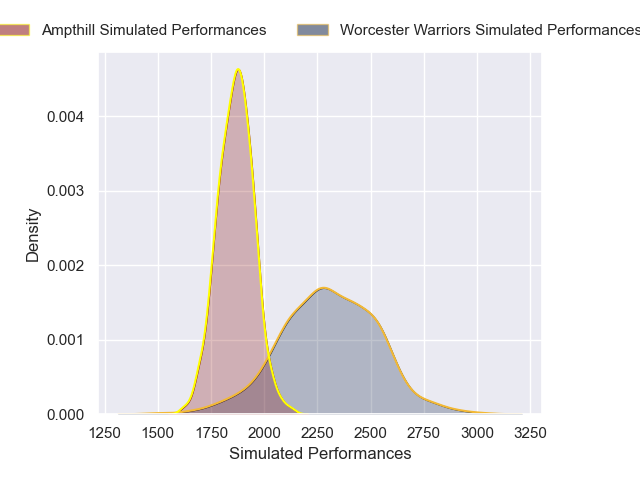 Ampthill Simulated Performances Worcester Warriors Simulated Performances
0.004
0.003
0.002
0.001
0.000
Density
1250 1500 1750 2000 2250 2500 2750 3000 3250
Simulated Performances